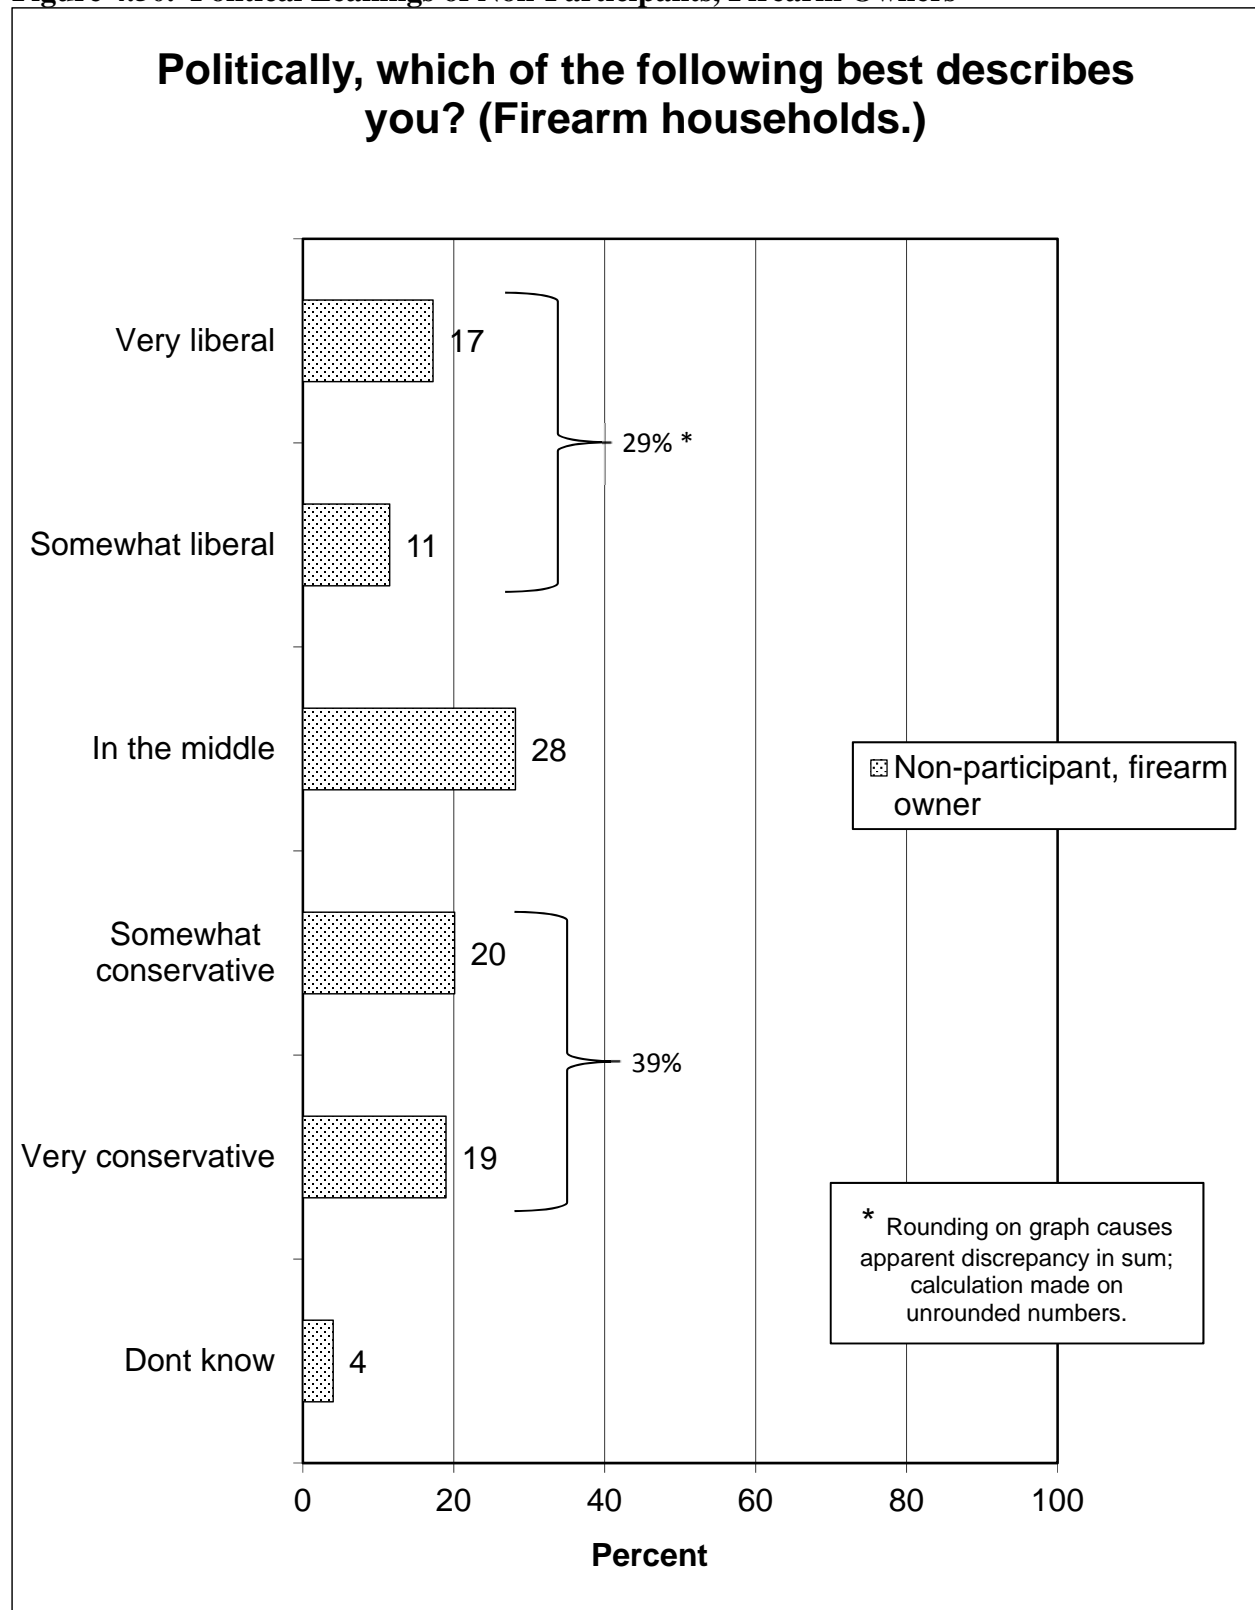 Politically, which of the following best describes
you? (Firearm households.)
Very liberal
17
29% *
Somewhat liberal
11
In the middle
28
Non-participant, firearm
owner
Somewhat
conservative
20
39%
Very conservative
19
* Rounding on graph causes
apparent discrepancy in sum;
calculation made on
unrounded numbers.
Dont know
4
0 20 40 60 80 100
Percent